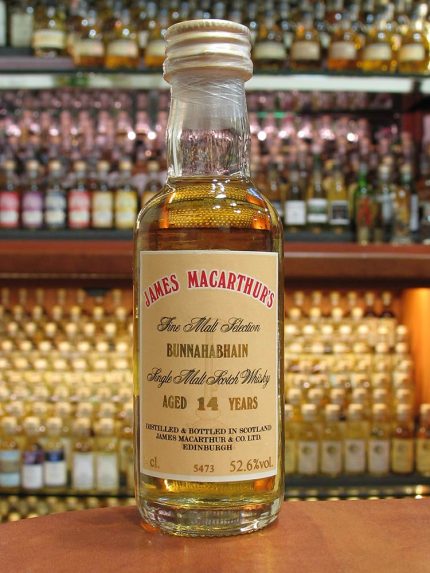 JAMES MACARTHUR'S
Fine Malt Selection
BUNNAHABHAIN
Single Malt Scotch Whisky
AGED 14 YEARS
DISTILLED & BOTTLED IN SCOTLAND
JAMES MACARTHUR & CO. LTD.
EDINBURGH
cl. 5473 52.6%vol.